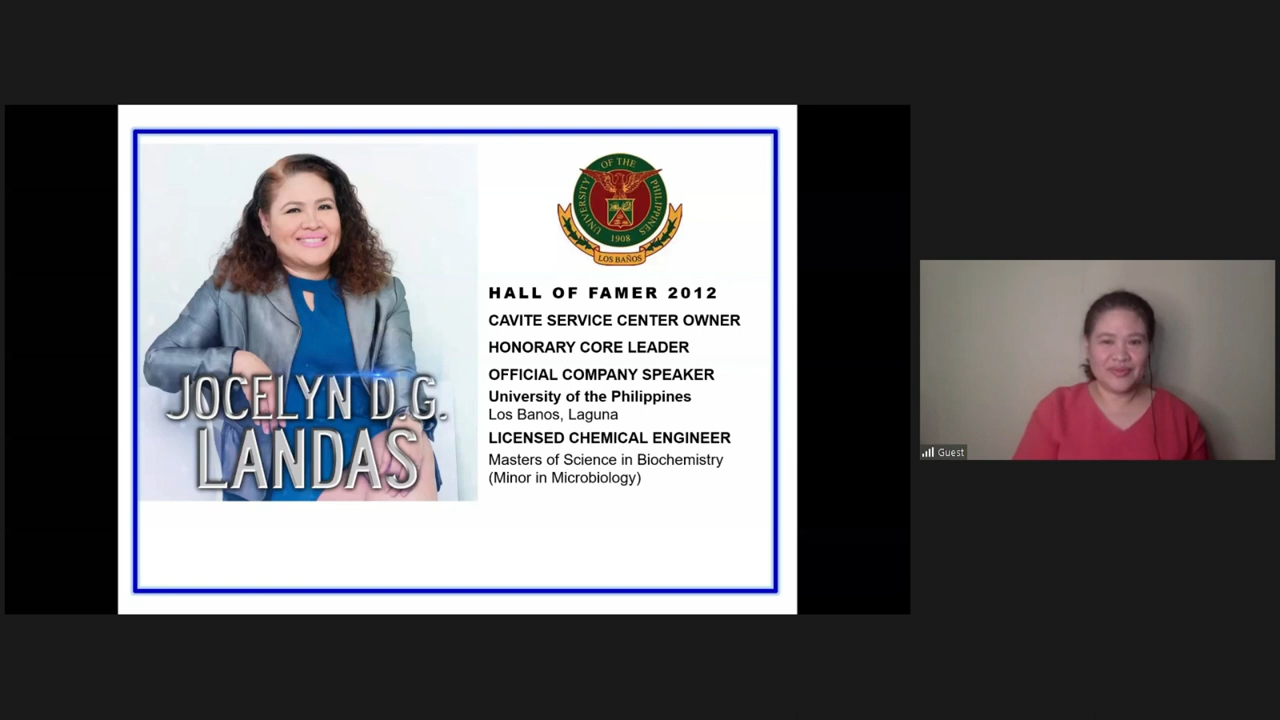 JOCELYN D.G.
LANDAS
UNIVERSITY OF THE PHILIPPINES
1908
LOS BAÑOS
HALL OF FAMER 2012
CAVITE SERVICE CENTER OWNER
HONORARY CORE LEADER
OFFICIAL COMPANY SPEAKER
University of the Philippines
Los Banos, Laguna
LICENSED CHEMICAL ENGINEER
Masters of Science in Biochemistry
(Minor in Microbiology)
Guest